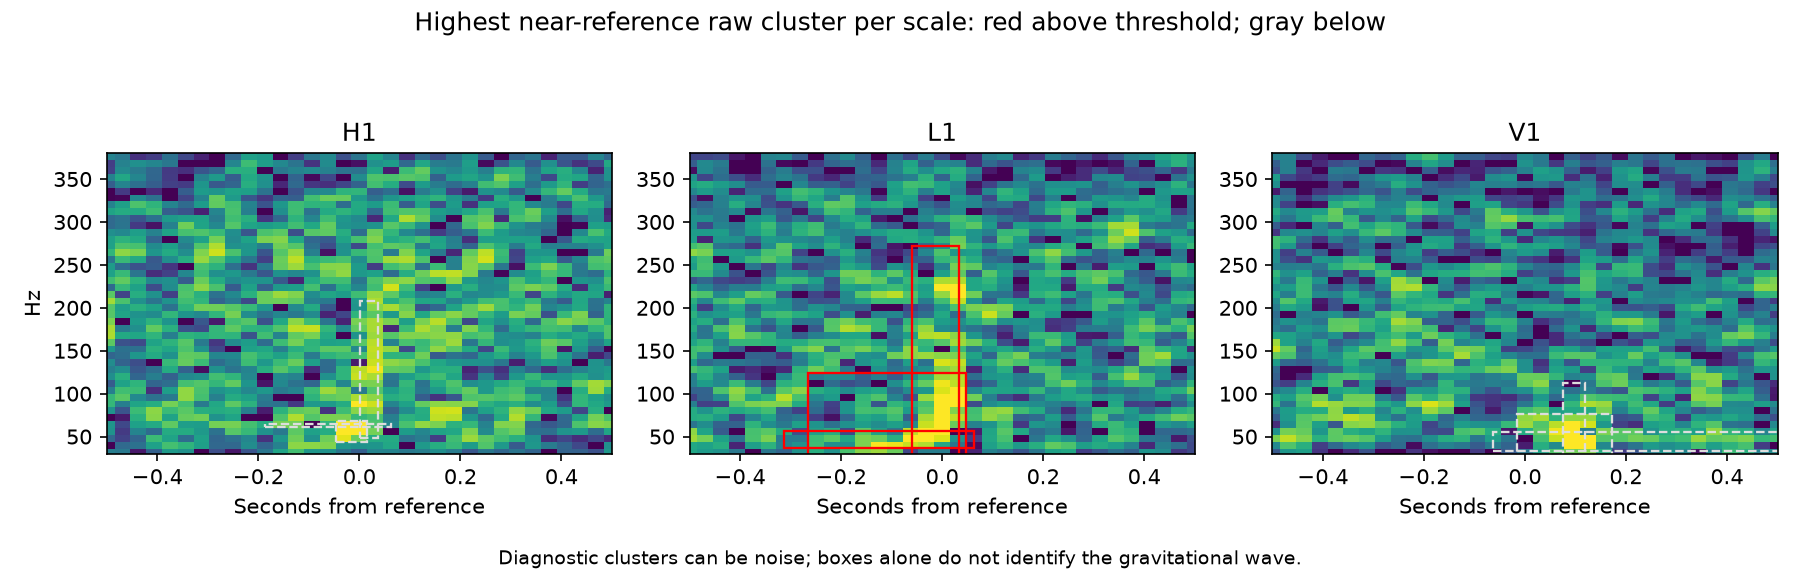 Highest near-reference raw cluster per scale: red above threshold; gray below
H1
L1
V1
Hz
350
300
250
200
150
100
50
350
300
250
200
150
100
50
350
300
250
200
150
100
50
−0.4 −0.2 0.0 0.2 0.4
−0.4 −0.2 0.0 0.2 0.4
−0.4 −0.2 0.0 0.2 0.4
Seconds from reference
Seconds from reference
Seconds from reference
Diagnostic clusters can be noise; boxes alone do not identify the gravitational wave.